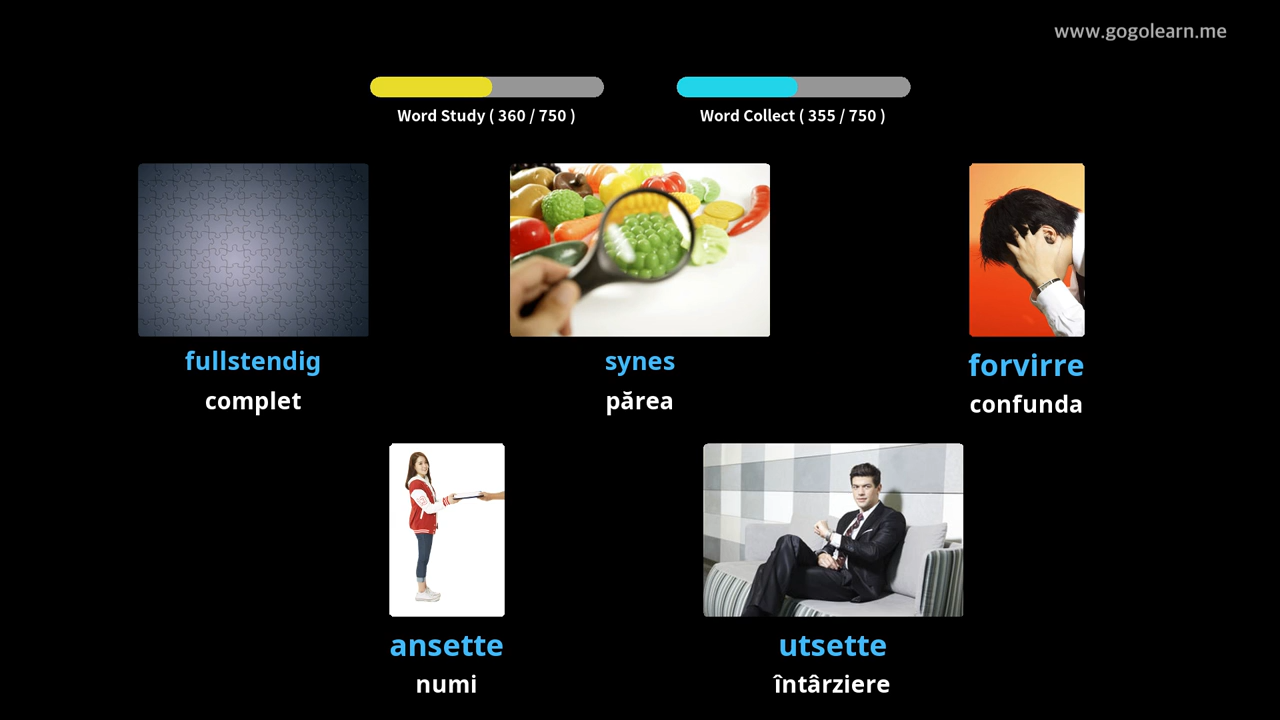 www.gogolearn.me
Word Study ( 360 / 750 )
Word Collect ( 355 / 750 )
fullstendig
complet
synes
părea
forvirre
confunda
ansette
numi
utsette
întârziere